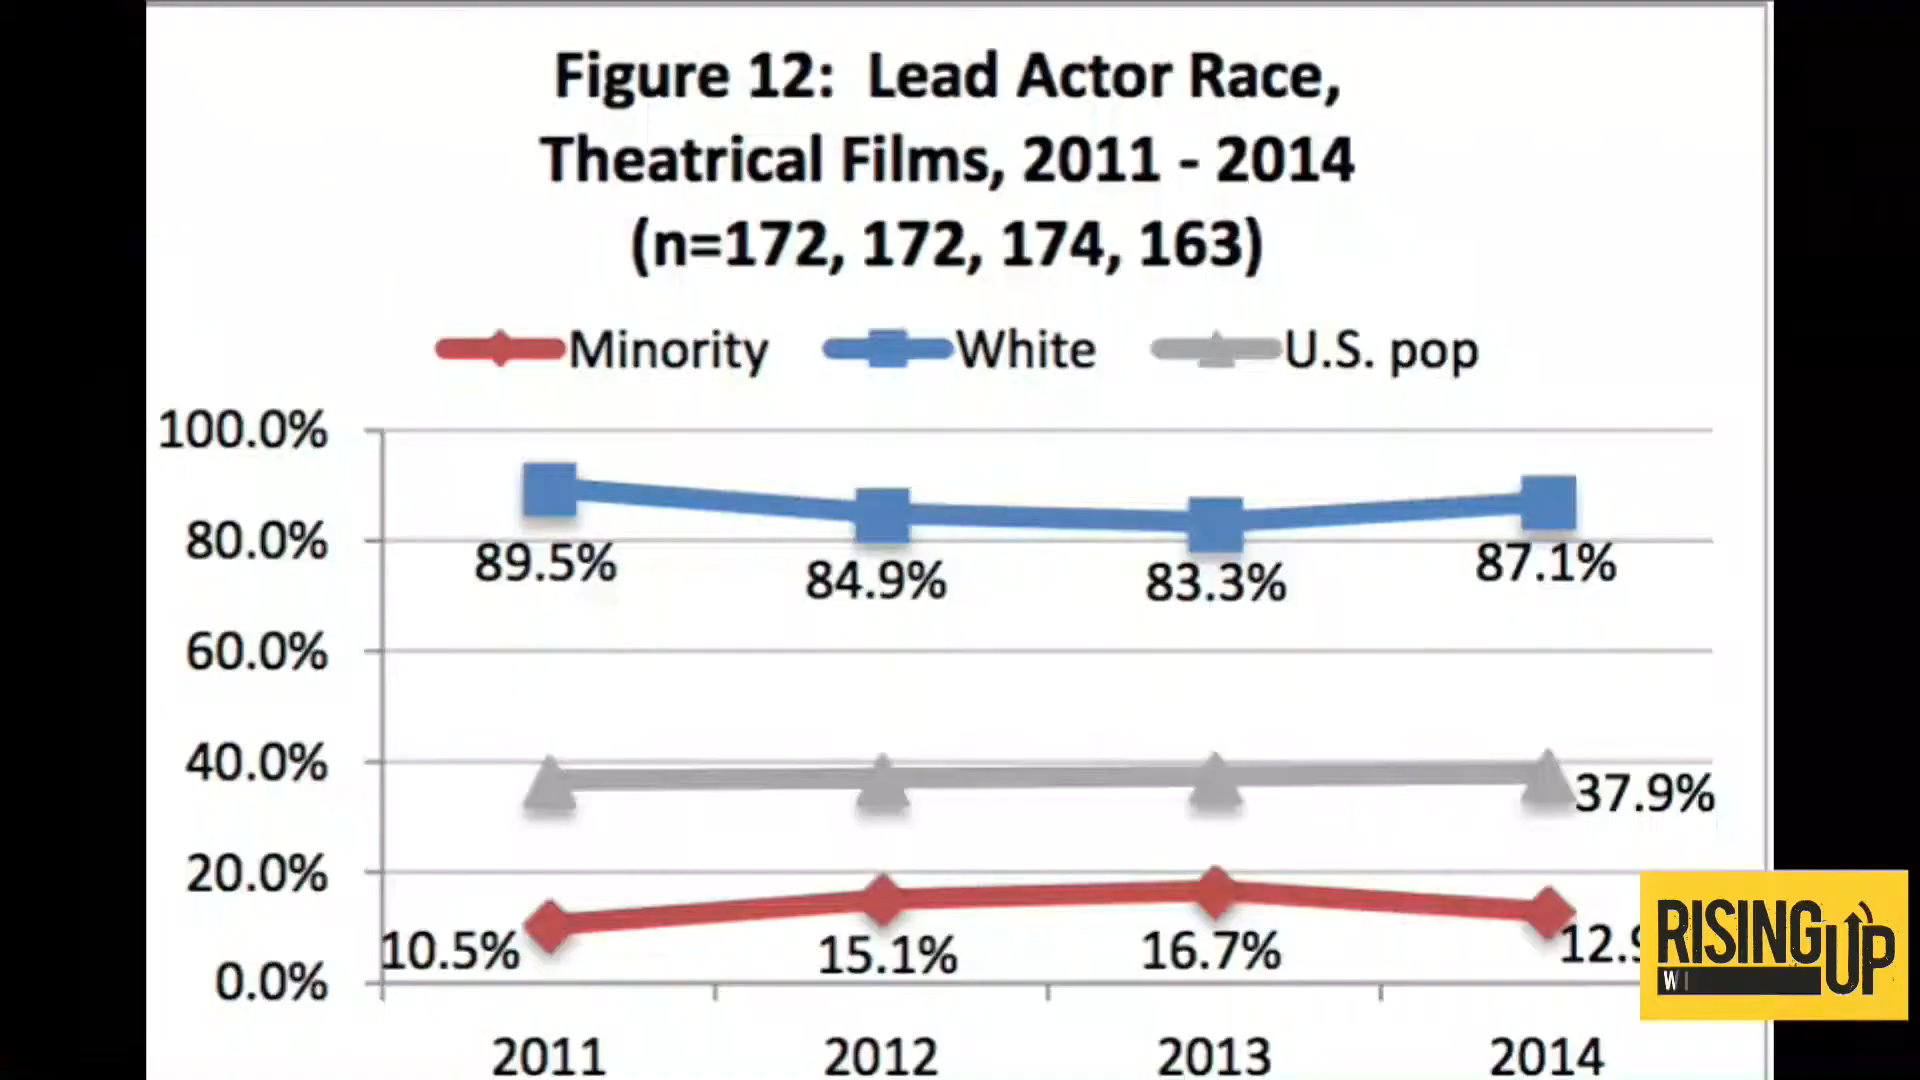 Figure 12: Lead Actor Race,
Theatrical Films, 2011 - 2014
(n=172, 172, 174, 163)
Minority White U.S. pop
100.0%
80.0%
89.5% 84.9% 83.3% 87.1%
60.0%
40.0%
37.9%
20.0%
10.5% 15.1% 16.7%
0.0%
2011 2012 2013 2014
RISING UP